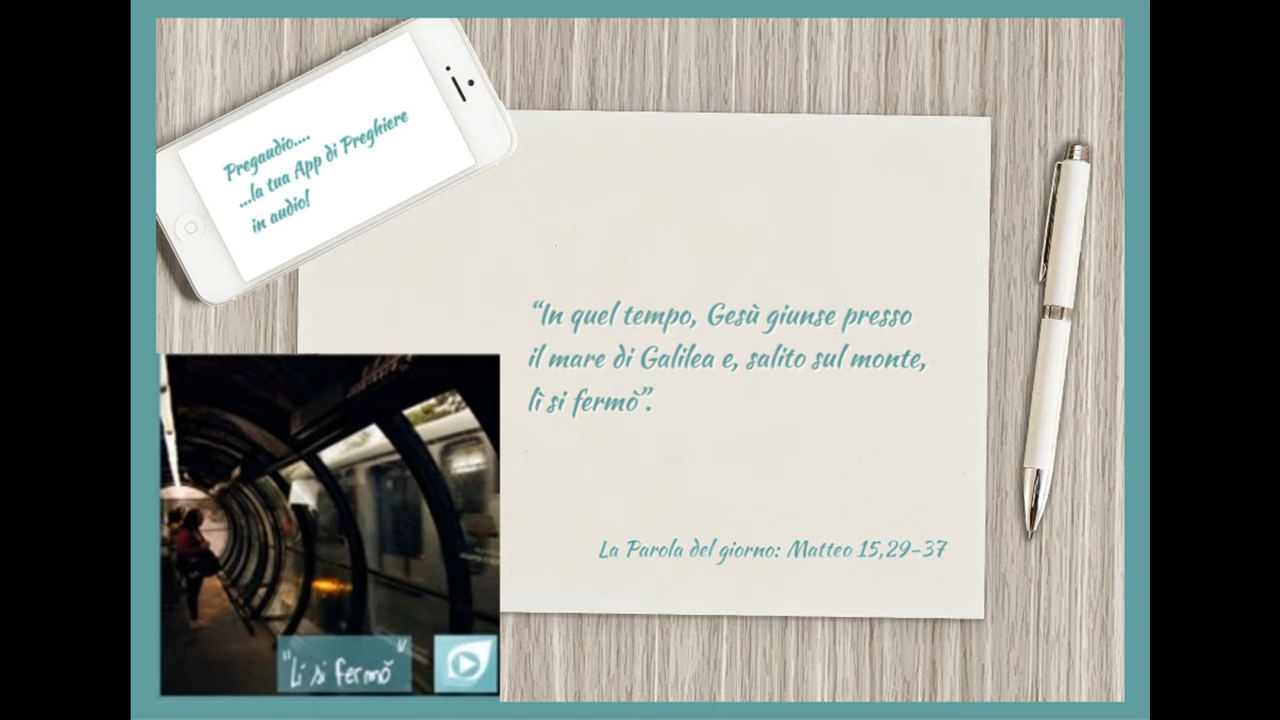 Pregaudio....
...la tua App di Preghiere
in audio!
“In quel tempo, Gesù giunse presso
il mare di Galilea e, salito sul monte,
lì si fermò”.
La Parola del giorno: Matteo 15,29-37
"Lì si fermò"